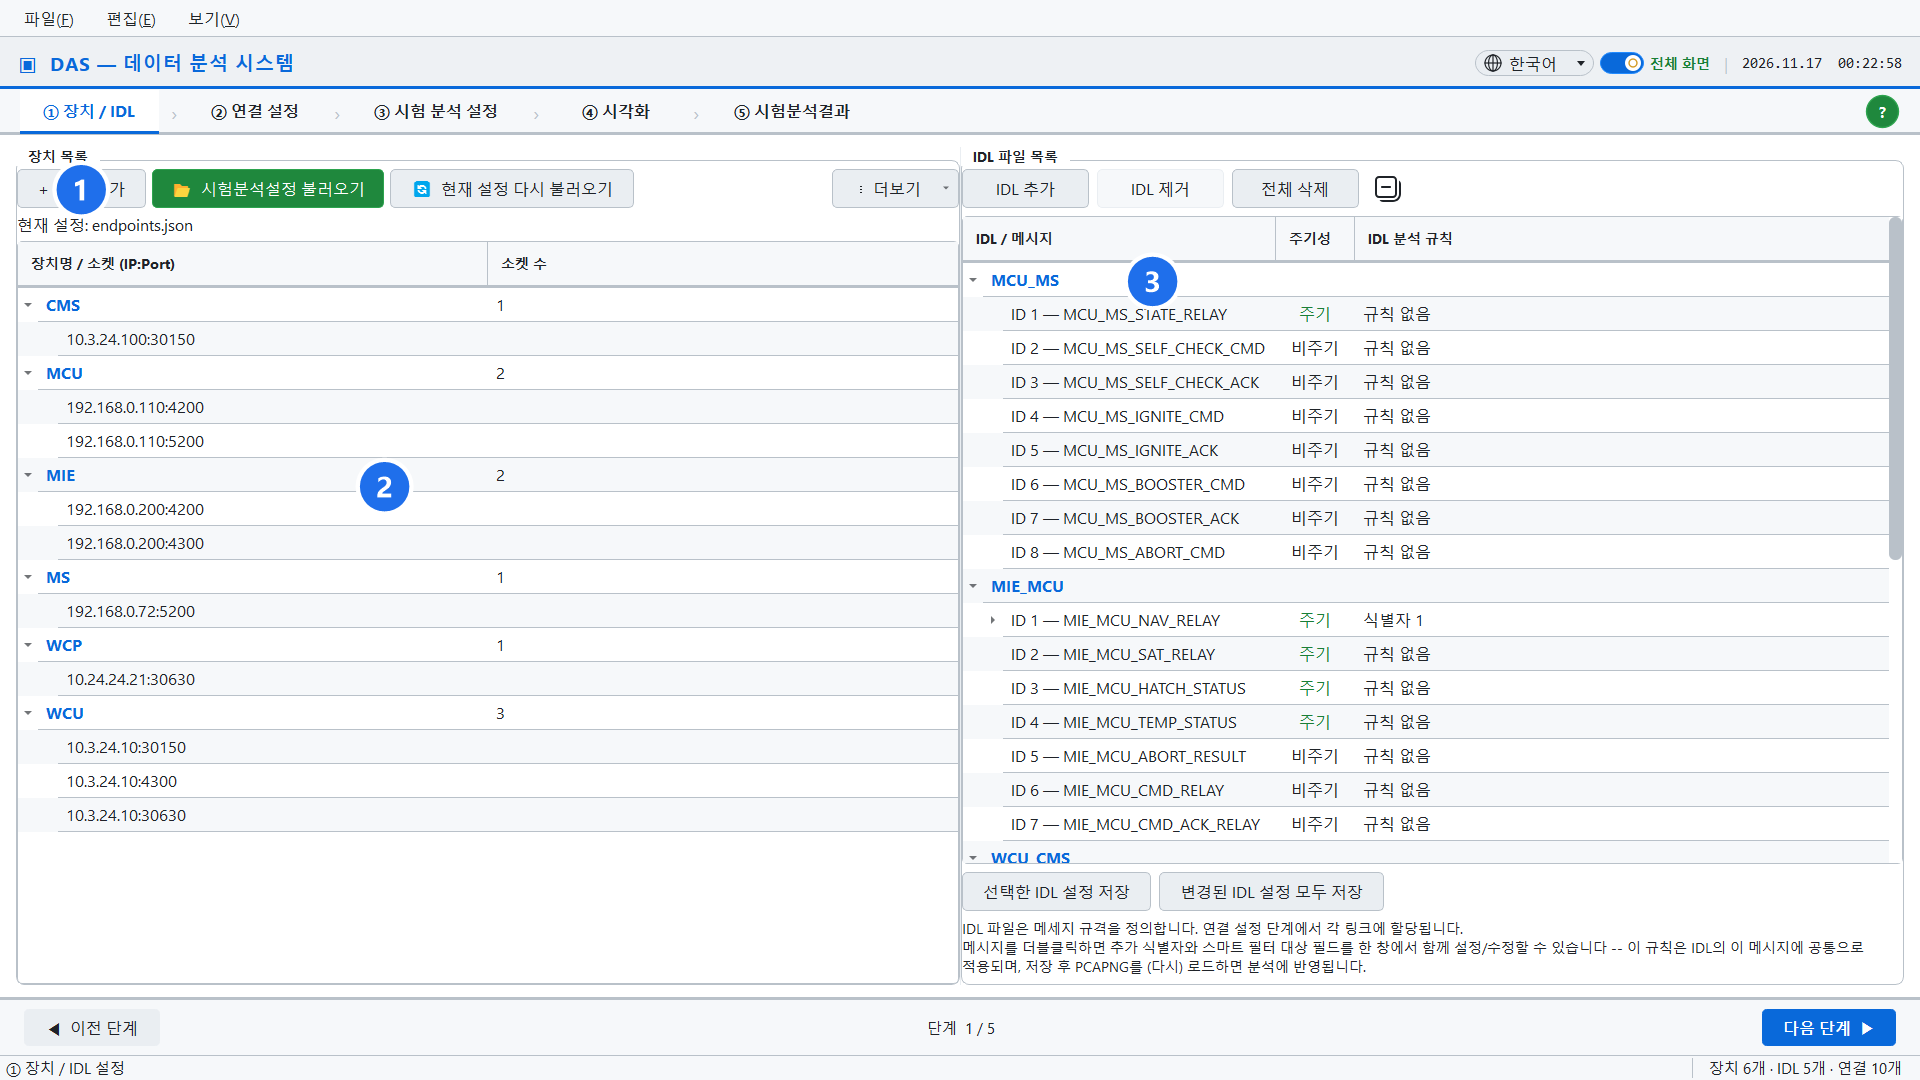 파일(F) 편집(E) 보기(V)
DAS — 데이터 분석 시스템
한국어 전체 화면 2026.11.17 00:22:58
① 장치 / IDL › ② 연결 설정 › ③ 시험 분석 설정 › ④ 시각화 › ⑤ 시험분석결과 ?
장치 목록
+ 1 가 시험분석설정 불러오기 현재 설정 다시 불러오기 ⋮ 더보기
현재 설정: endpoints.json
장치명 / 소켓 (IP:Port) 소켓 수
CMS 1
10.3.24.100:30150
MCU 2
192.168.0.110:4200
192.168.0.110:5200
MIE 2 2
192.168.0.200:4200
192.168.0.200:4300
MS 1
192.168.0.72:5200
WCP 1
10.24.24.21:30630
WCU 3
10.3.24.10:30150
10.3.24.10:4300
10.3.24.10:30630
IDL 파일 목록
IDL 추가 IDL 제거 전체 삭제
IDL / 메시지 주기성 IDL 분석 규칙
MCU_MS 3
ID 1 — MCU_MS_STATE_RELAY 주기 규칙 없음
ID 2 — MCU_MS_SELF_CHECK_CMD 비주기 규칙 없음
ID 3 — MCU_MS_SELF_CHECK_ACK 비주기 규칙 없음
ID 4 — MCU_MS_IGNITE_CMD 비주기 규칙 없음
ID 5 — MCU_MS_IGNITE_ACK 비주기 규칙 없음
ID 6 — MCU_MS_BOOSTER_CMD 비주기 규칙 없음
ID 7 — MCU_MS_BOOSTER_ACK 비주기 규칙 없음
ID 8 — MCU_MS_ABORT_CMD 비주기 규칙 없음
MIE_MCU
ID 1 — MIE_MCU_NAV_RELAY 주기 식별자 1
ID 2 — MIE_MCU_SAT_RELAY 주기 규칙 없음
ID 3 — MIE_MCU_HATCH_STATUS 주기 규칙 없음
ID 4 — MIE_MCU_TEMP_STATUS 주기 규칙 없음
ID 5 — MIE_MCU_ABORT_RESULT 비주기 규칙 없음
ID 6 — MIE_MCU_CMD_RELAY 비주기 규칙 없음
ID 7 — MIE_MCU_CMD_ACK_RELAY 비주기 규칙 없음
WCU_CMS
선택한 IDL 설정 저장 변경된 IDL 설정 모두 저장
IDL 파일은 메세지 규격을 정의합니다. 연결 설정 단계에서 각 링크에 할당됩니다.
메시지를 더블클릭하면 추가 식별자와 스마트 필터 대상 필드를 한 창에서 함께 설정/수정할 수 있습니다 -- 이 규칙은 IDL의 이 메시지에 공통으로
적용되며, 저장 후 PCAPNG를 (다시) 로드하면 분석에 반영됩니다.
◀ 이전 단계 단계 1 / 5 다음 단계 ▶
① 장치 / IDL 설정 장치 6개 · IDL 5개 · 연결 10개